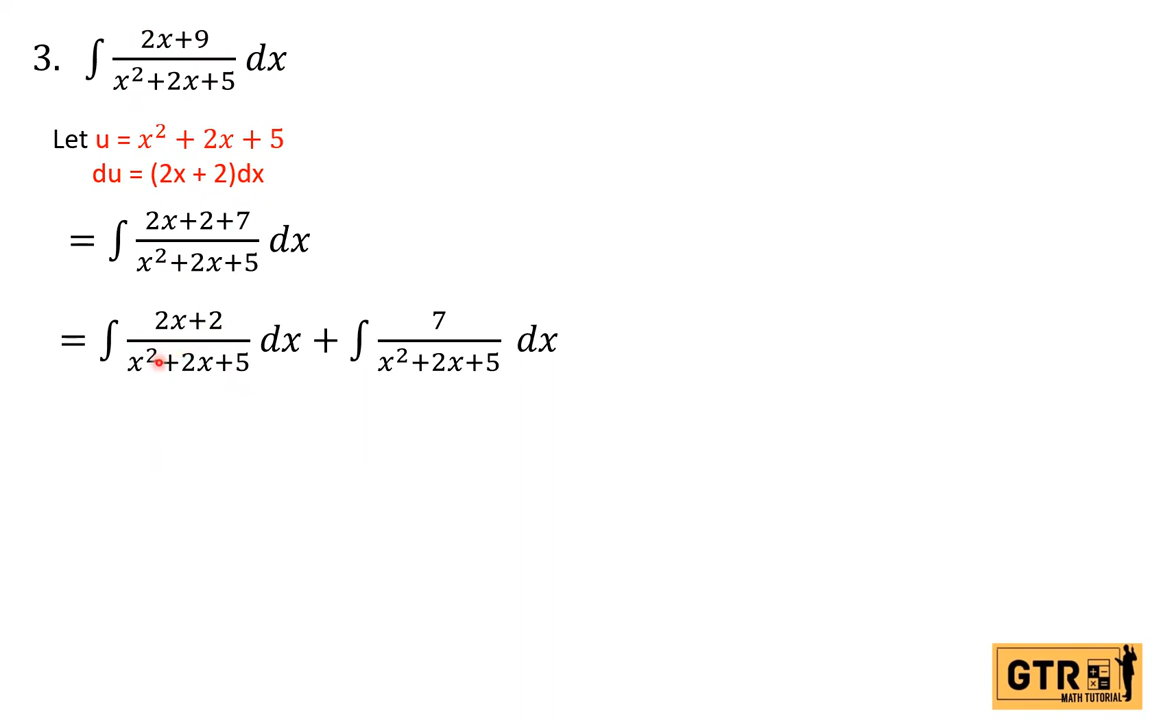 3. ∫ (2x+9)/(x²+2x+5) dx
Let u = x² + 2x + 5
du = (2x + 2)dx
= ∫ (2x+2+7)/(x²+2x+5) dx
= ∫ (2x+2)/(x²+2x+5) dx + ∫ 7/(x²+2x+5) dx
GTR
MATH TUTORIAL